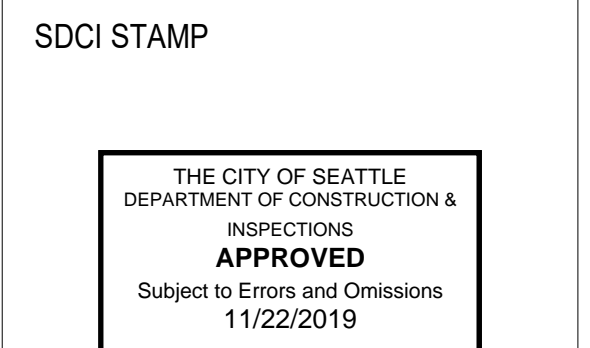 SDCI STAMP
THE CITY OF SEATTLE
DEPARTMENT OF CONSTRUCTION &
INSPECTIONS
APPROVED
Subject to Errors and Omissions
11/22/2019